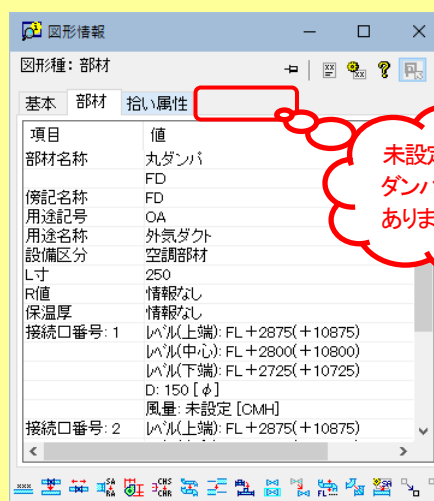 図形情報
図形種: 部材
基本 部材 拾い属性
項目 値
部材名称 丸ダンパ
FD
傍記名称 FD
用途記号 OA
用途名称 外気ダクト
設備区分 空調部材
L寸 250
R値 情報なし
保温厚 情報なし
接続口番号: 1 レベル(上端): FL+2875(+10875)
レベル(中心): FL+2800(+10800)
レベル(下端): FL+2725(+10725)
D: 150 [φ]
風量: 未設定 [CMH]
接続口番号: 2 レベル(上端): FL+2875(+10875)
未設定
ダンパ
ありま